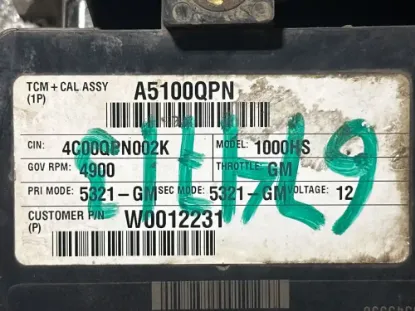 TCM + CAL ASSY A5100QPN
(1P)
CIN: 4C00QPN002K MODEL: 1000HS
GOV RPM: 4900 THROTTLE: GM
PRI MODE: 5321-GM SEC MODE: 5321-GM VOLTAGE: 12
CUSTOMER P/N W0012231
(P)